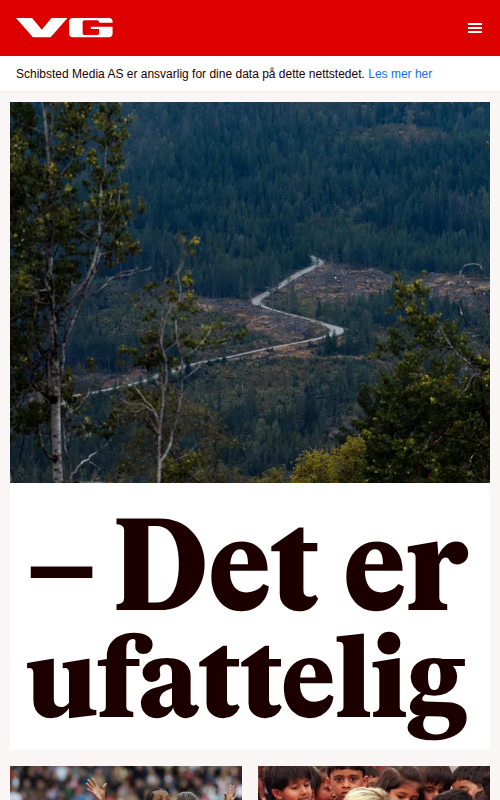 VG
Schibsted Media AS er ansvarlig for dine data på dette nettstedet. Les mer her
– Det er
ufattelig